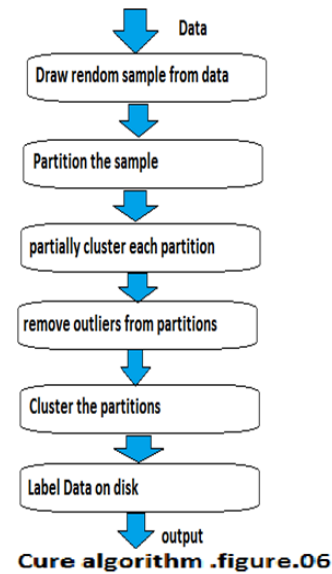 Data
Draw rendom sample from data
Partition the sample
partially cluster each partition
remove outliers from partitions
Cluster the partitions
Label Data on disk
output
Cure algorithm .figure.06